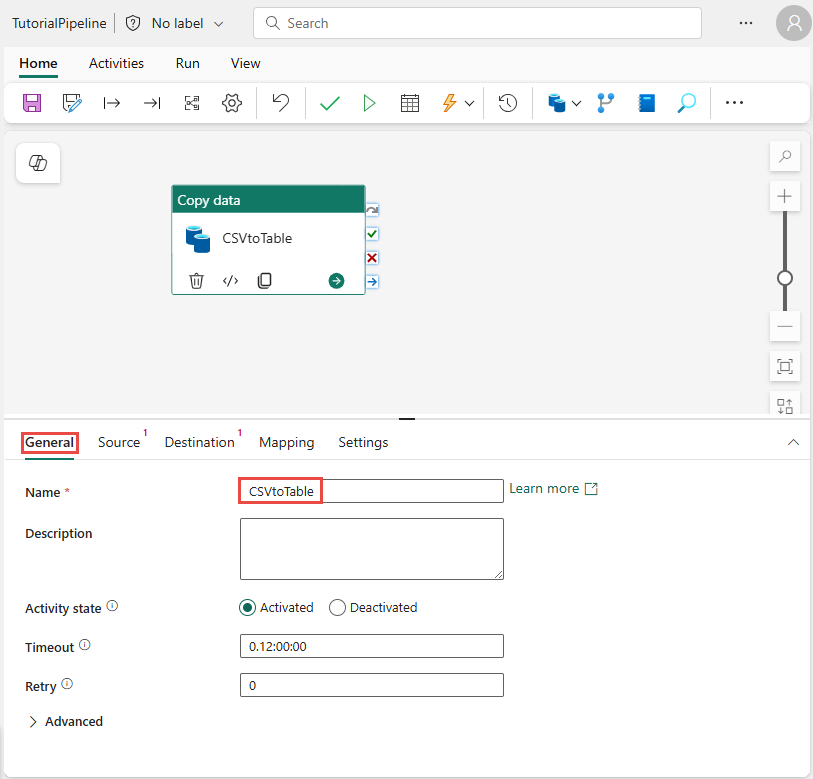 TutorialPipeline No label Search
Home Activities Run View
Copy data
CSVtoTable
General Source 1 Destination 1 Mapping Settings
Name * CSVtoTable Learn more
Description
Activity state Activated Deactivated
Timeout 0.12:00:00
Retry 0
Advanced